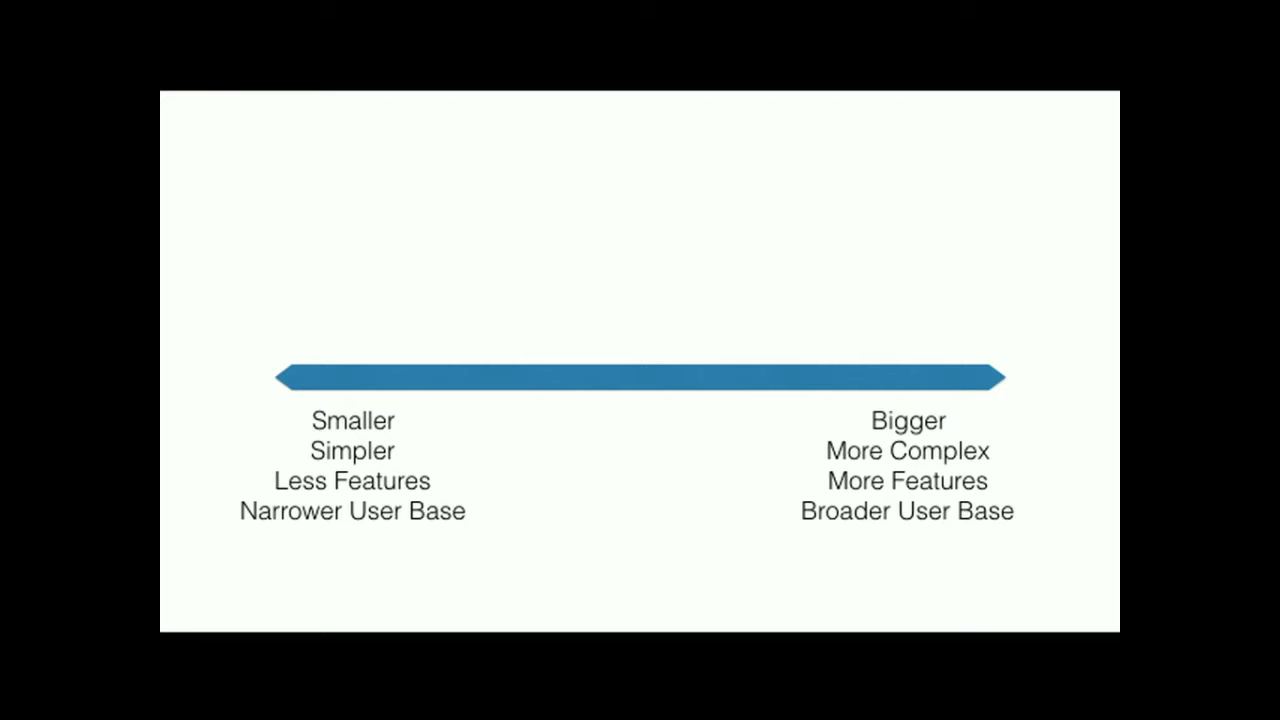 Smaller
Simpler
Less Features
Narrower User Base
Bigger
More Complex
More Features
Broader User Base